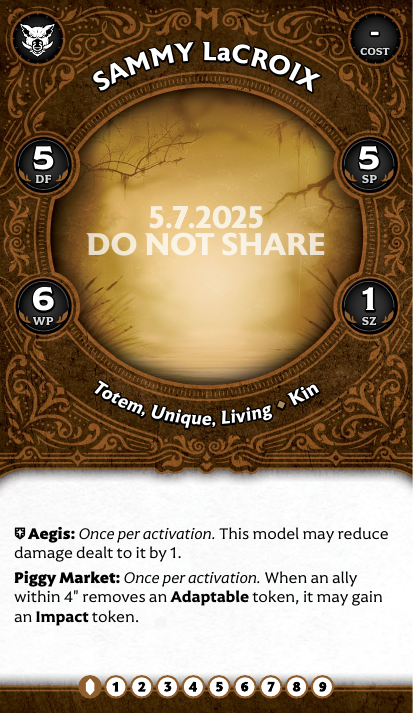 M
-
COST
SAMMY LaCROIX
5
DF
5
SP
5.7.2025
DO NOT SHARE
6
WP
1
SZ
Totem, Unique, Living ◆ Kin
Aegis: Once per activation. This model may reduce
damage dealt to it by 1.
Piggy Market: Once per activation. When an ally
within 4" removes an Adaptable token, it may gain
an Impact token.
1 2 3 4 5 6 7 8 9